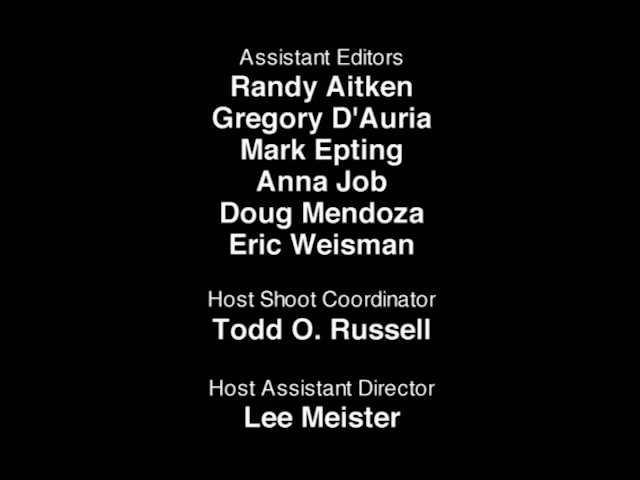 Assistant Editors
Randy Aitken
Gregory D'Auria
Mark Epting
Anna Job
Doug Mendoza
Eric Weisman
Host Shoot Coordinator
Todd O. Russell
Host Assistant Director
Lee Meister